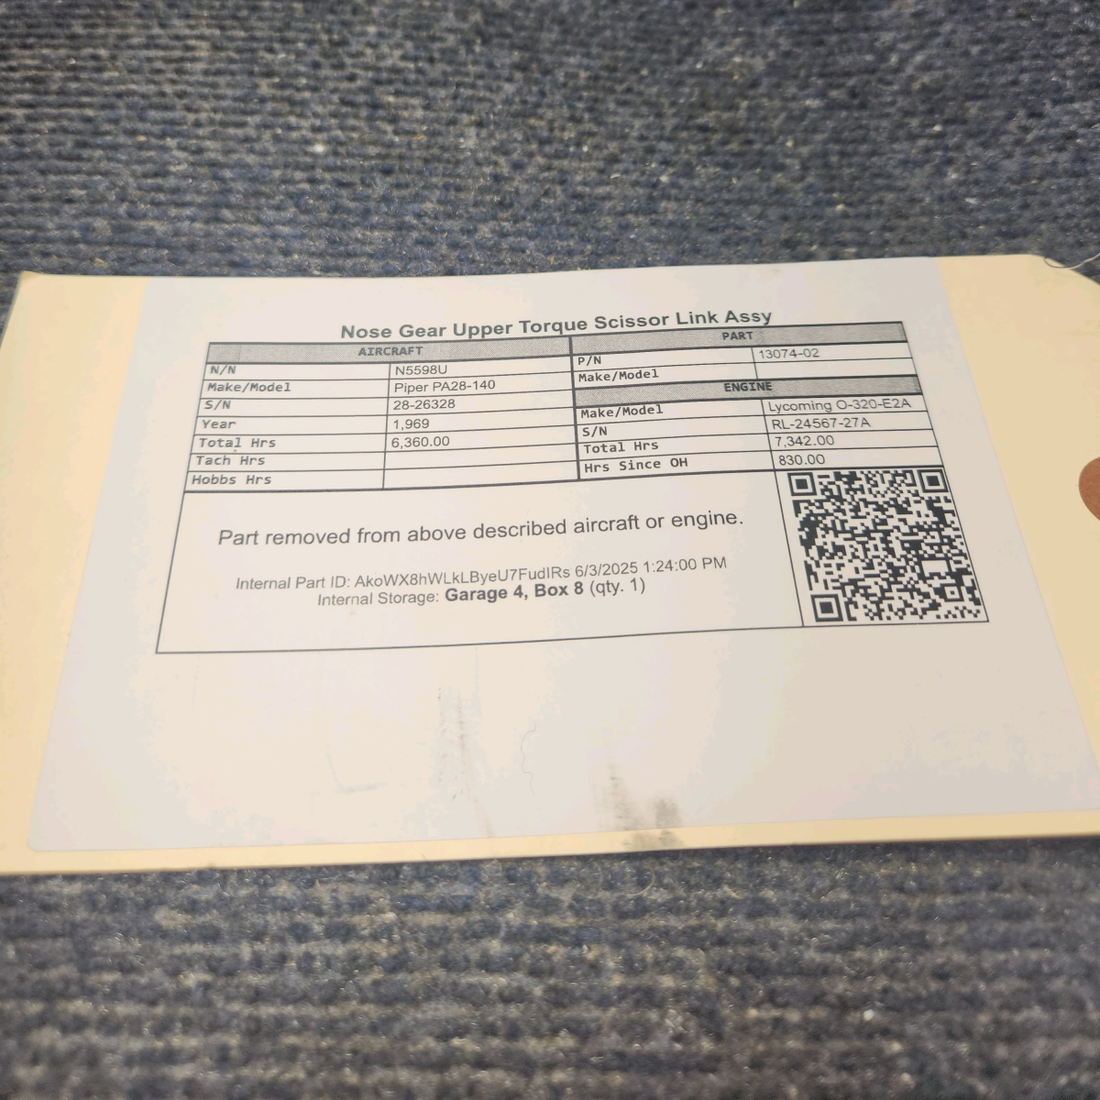 Nose Gear Upper Torque Scissor Link Assy
AIRCRAFT
N/N N5598U
Make/Model Piper PA28-140
S/N 28-26328
Year 1,969
Total Hrs 6,360.00
Tach Hrs
Hobbs Hrs
PART
P/N 13074-02
Make/Model
ENGINE
Make/Model Lycoming O-320-E2A
S/N RL-24567-27A
Total Hrs 7,342.00
Hrs Since OH 830.00
Part removed from above described aircraft or engine.
Internal Part ID: AkoWX8hWLkLByeU7FudIRs 6/3/2025 1:24:00 PM
Internal Storage: Garage 4, Box 8 (qty. 1)